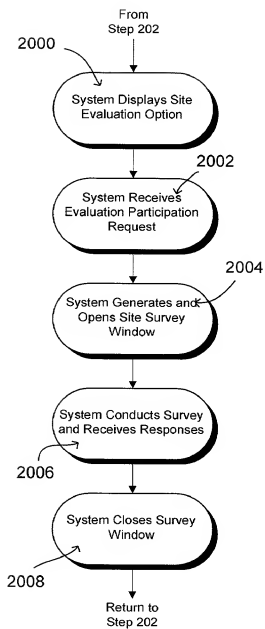 From
Step 202
2000
System Displays Site
Evaluation Option
2002
System Receives
Evaluation Participation
Request
2004
System Generates and
Opens Site Survey
Window
System Conducts Survey
and Receives Responses
2006
System Closes Survey
Window
2008
Return to
Step 202